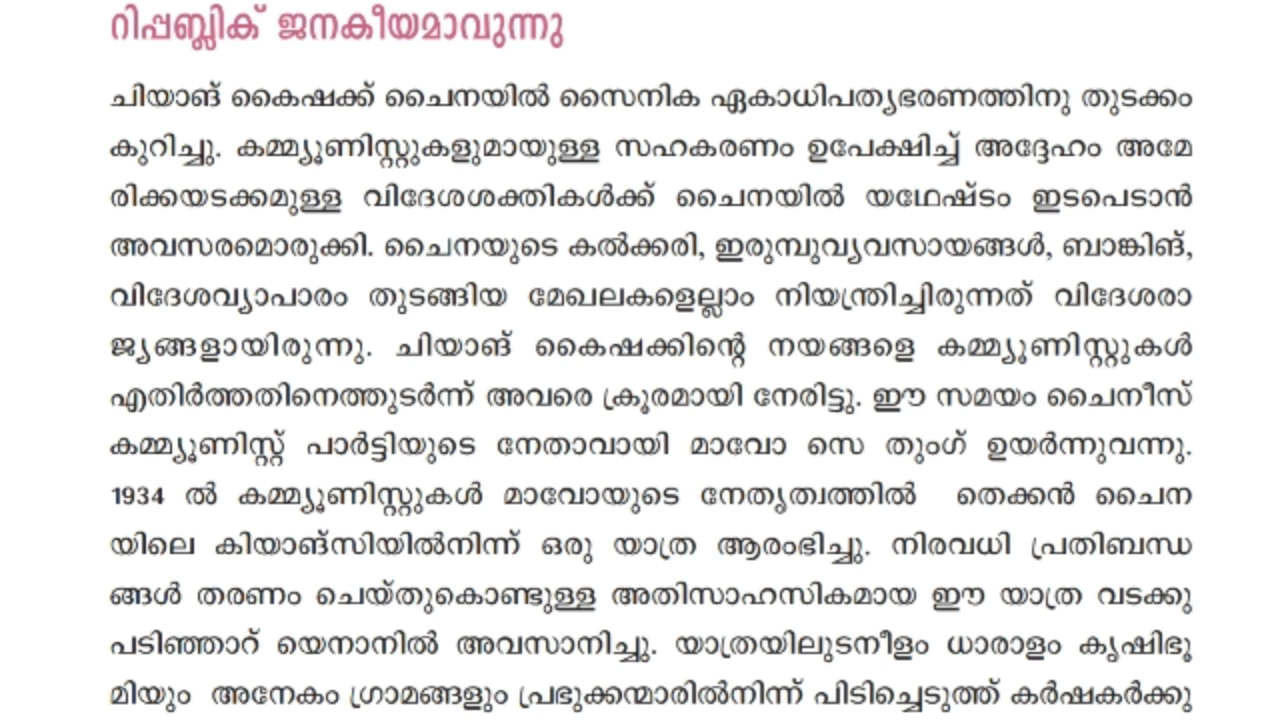 റിപ്പബ്ലിക് ജനകീയമാവുന്നു
ചിയാങ് കൈഷക്ക് ചൈനയിൽ സൈനിക ഏകാധിപത്യഭരണത്തിനു തുടക്കം
കുറിച്ചു. കമ്മ്യൂണിസ്റ്റുകളുമായുള്ള സഹകരണം ഉപേക്ഷിച്ച് അദ്ദേഹം അമേ
രിക്കയടക്കമുള്ള വിദേശശക്തികൾക്ക് ചൈനയിൽ യഥേഷ്ടം ഇടപെടാൻ
അവസരമൊരുക്കി. ചൈനയുടെ കൽക്കരി, ഇരുമ്പുവ്യവസായങ്ങൾ, ബാങ്കിങ്,
വിദേശവ്യാപാരം തുടങ്ങിയ മേഖലകളെല്ലാം നിയന്ത്രിച്ചിരുന്നത് വിദേശരാ
ജ്യങ്ങളായിരുന്നു. ചിയാങ് കൈഷക്കിന്റെ നയങ്ങളെ കമ്മ്യൂണിസ്റ്റുകൾ
എതിർത്തതിനെത്തുടർന്ന് അവരെ ക്രൂരമായി നേരിട്ടു. ഈ സമയം ചൈനീസ്
കമ്മ്യൂണിസ്റ്റ് പാർട്ടിയുടെ നേതാവായി മാവോ സെ തുംഗ് ഉയർന്നുവന്നു.
1934 ൽ കമ്മ്യൂണിസ്റ്റുകൾ മാവോയുടെ നേതൃത്വത്തിൽ തെക്കൻ ചൈന
യിലെ കിയാങ്സിയിൽനിന്ന് ഒരു യാത്ര ആരംഭിച്ചു. നിരവധി പ്രതിബന്ധ
ങ്ങൾ തരണം ചെയ്തുകൊണ്ടുള്ള അതിസാഹസികമായ ഈ യാത്ര വടക്കു
പടിഞ്ഞാറ് യെനാനിൽ അവസാനിച്ചു. യാത്രയിലുടനീളം ധാരാളം കൃഷിഭൂ
മിയും അനേകം ഗ്രാമങ്ങളും പ്രഭുക്കന്മാരിൽനിന്ന് പിടിച്ചെടുത്ത് കർഷകർക്കു